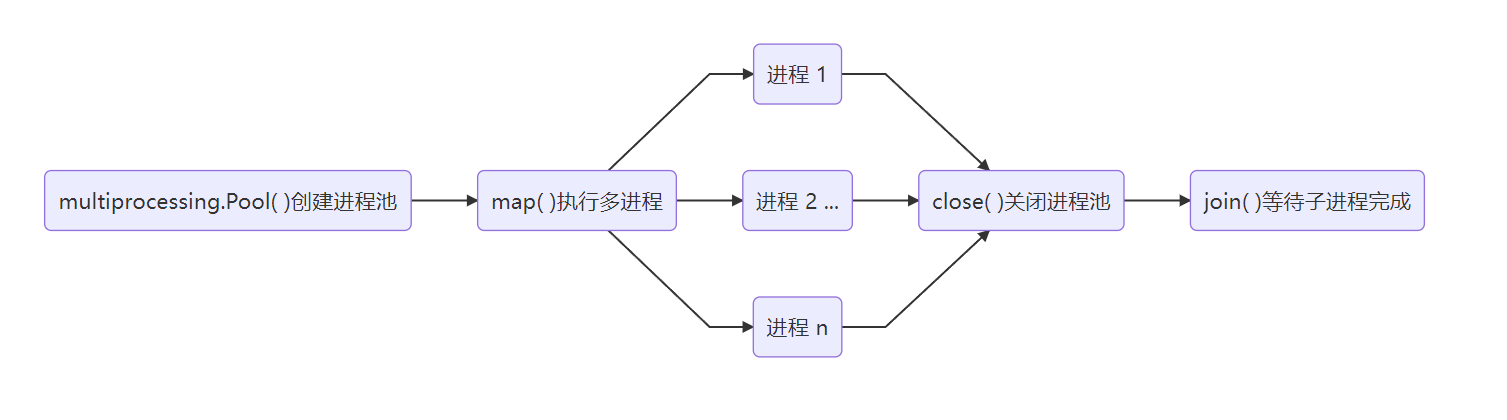 multiprocessing.Pool( )创建进程池
map( )执行多进程
进程 1
进程 2 ...
进程 n
close( )关闭进程池
join( )等待子进程完成